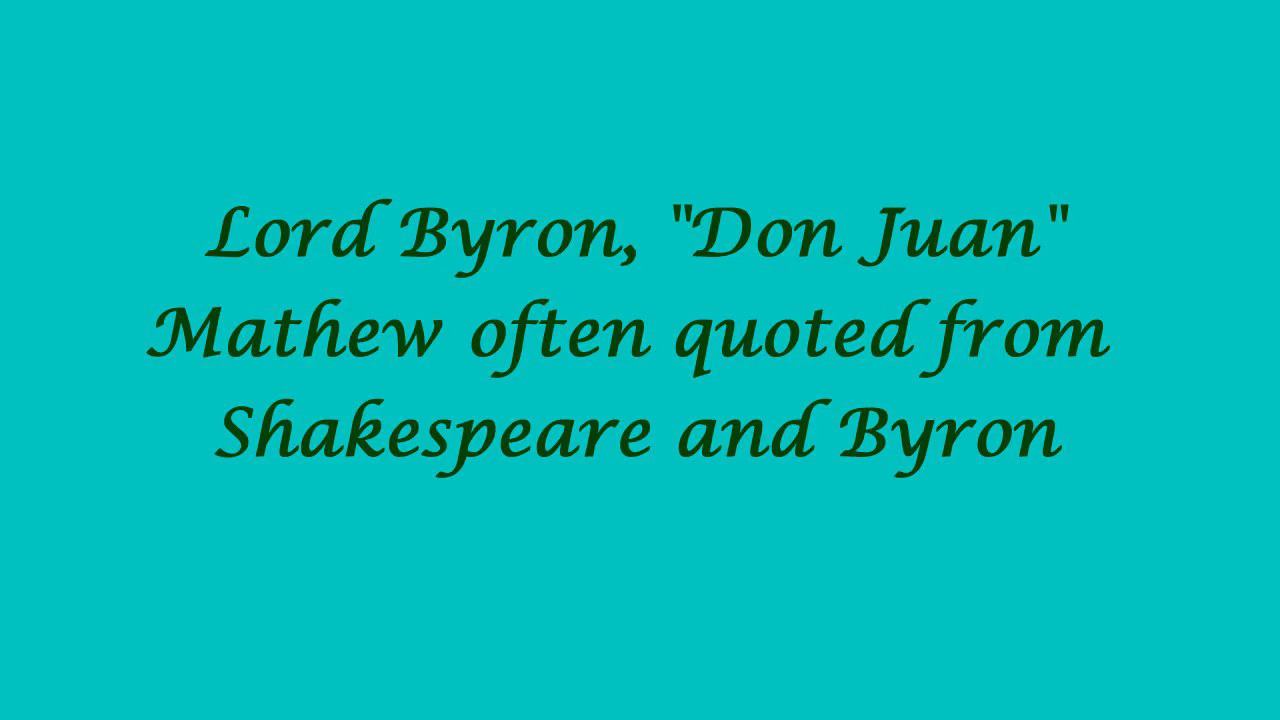 Lord Byron, "Don Juan"
Mathew often quoted from
Shakespeare and Byron